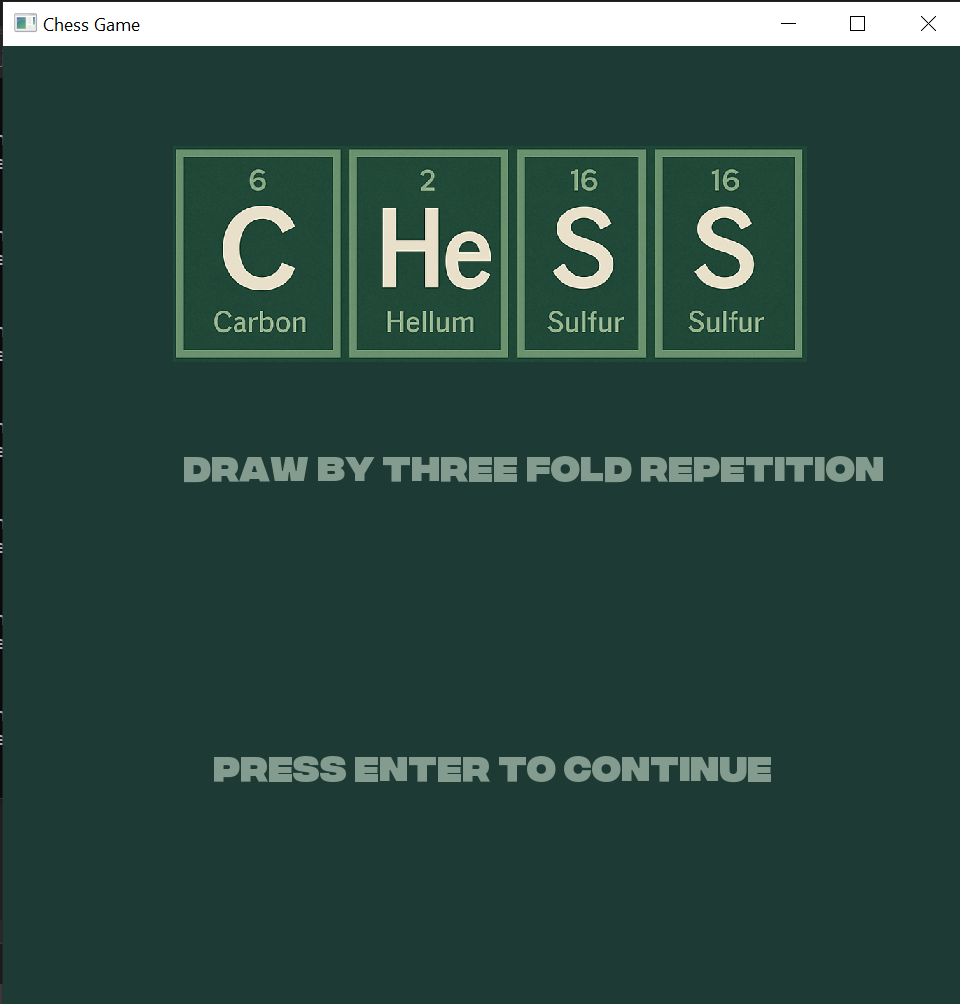 Chess Game
6 2 16 16
C He S S
Carbon Hellum Sulfur Sulfur
DRAW BY THREE FOLD REPETITION
PRESS ENTER TO CONTINUE